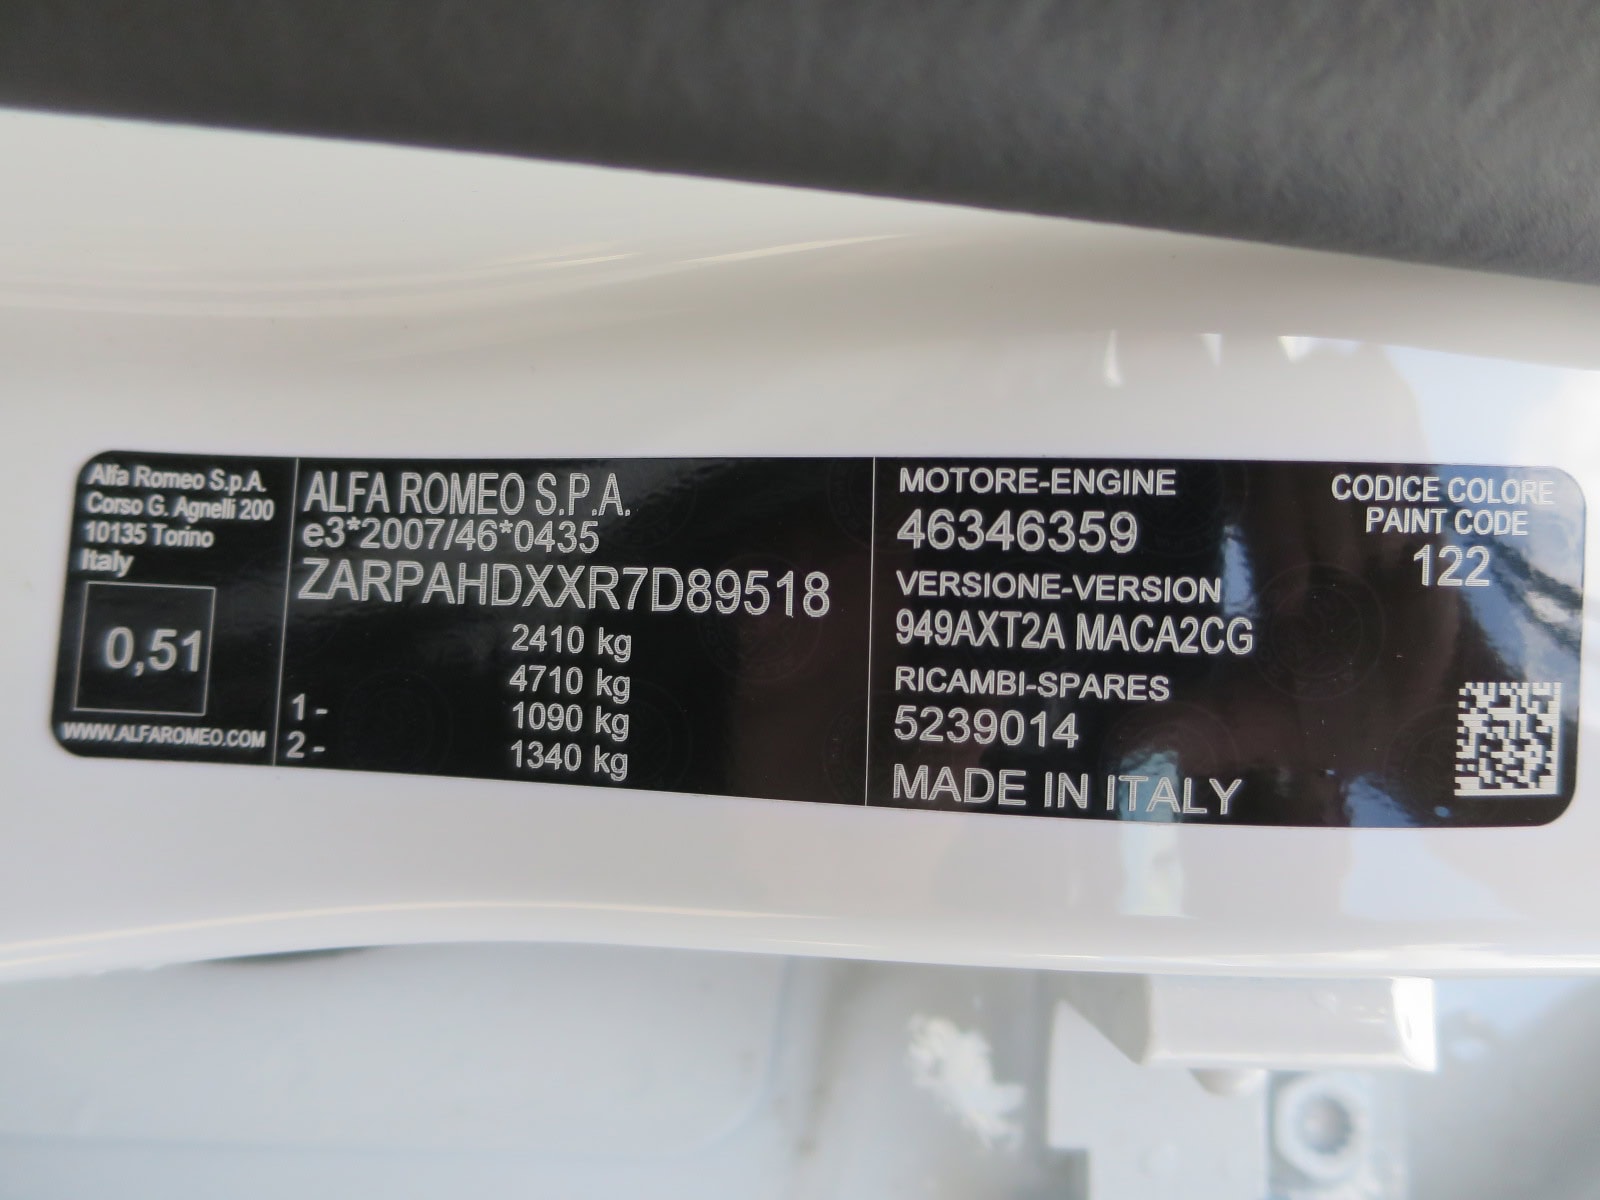 Alfa Romeo S.p.A.
Corso G. Agnelli 200
10135 Torino
Italy
0,51
WWW.ALFAROMEO.COM
ALFA ROMEO S.P.A.
e3*2007/46*0435
ZARPAHDXXR7D89518
2410 kg
4710 kg
1- 1090 kg
2- 1340 kg
MOTORE-ENGINE
46346359
VERSIONE-VERSION
949AXT2A MACA2CG
RICAMBI-SPARES
5239014
MADE IN ITALY
CODICE COLORE
PAINT CODE
122